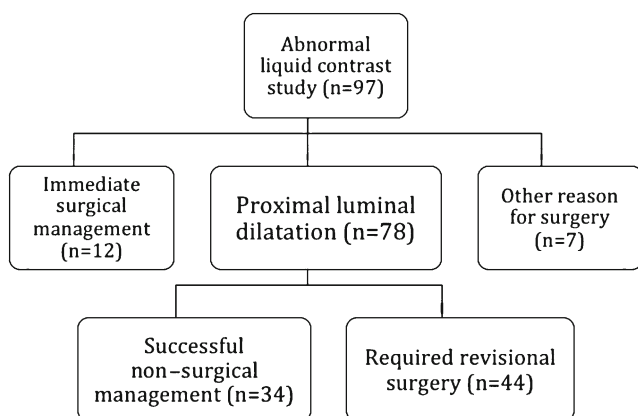 Abnormal
liquid contrast
study (n=97)
Immediate
surgical
management
(n=12)
Proximal luminal
dilatation (n=78)
Other reason
for surgery
(n=7)
Successful
non−surgical
management (n=34)
Required revisional
surgery (n=44)